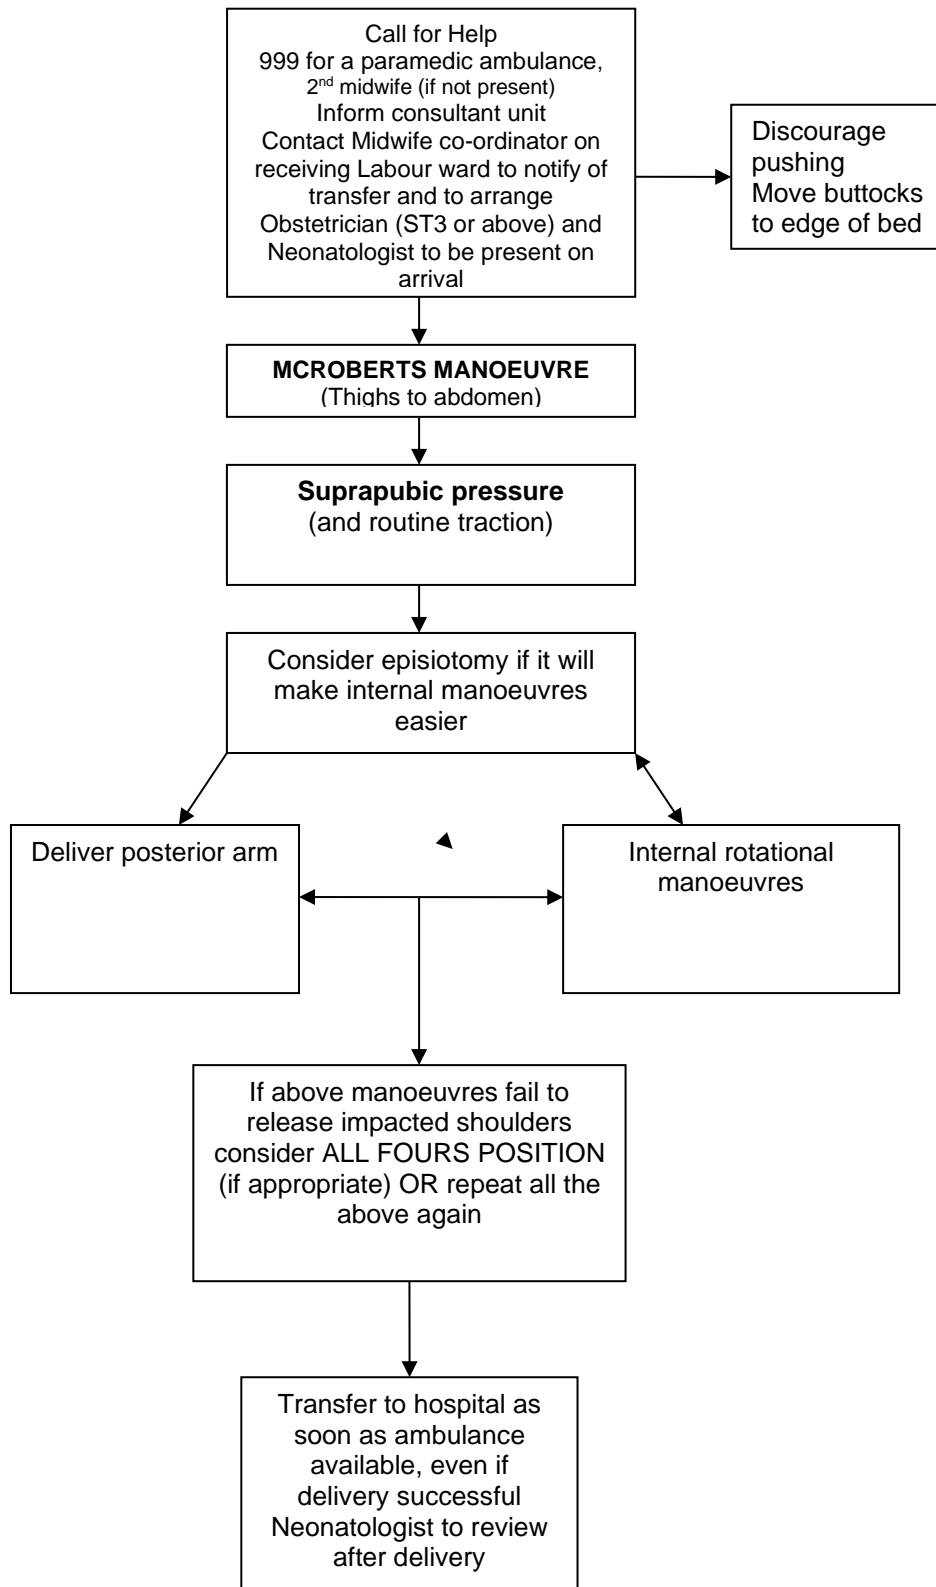 Call for Help
999 for a paramedic ambulance,
2nd midwife (if not present)
Inform consultant unit
Contact Midwife co-ordinator on
receiving Labour ward to notify of
transfer and to arrange
Obstetrician (ST3 or above) and
Neonatologist to be present on
arrival
Discourage
pushing
Move buttocks
to edge of bed
MCROBERTS MANOEUVRE
(Thighs to abdomen)
Suprapubic pressure
(and routine traction)
Consider episiotomy if it will
make internal manoeuvres
easier
Deliver posterior arm
Internal rotational
manoeuvres
If above manoeuvres fail to
release impacted shoulders
consider ALL FOURS POSITION
(if appropriate) OR repeat all the
above again
Transfer to hospital as
soon as ambulance
available, even if
delivery successful
Neonatologist to review
after delivery